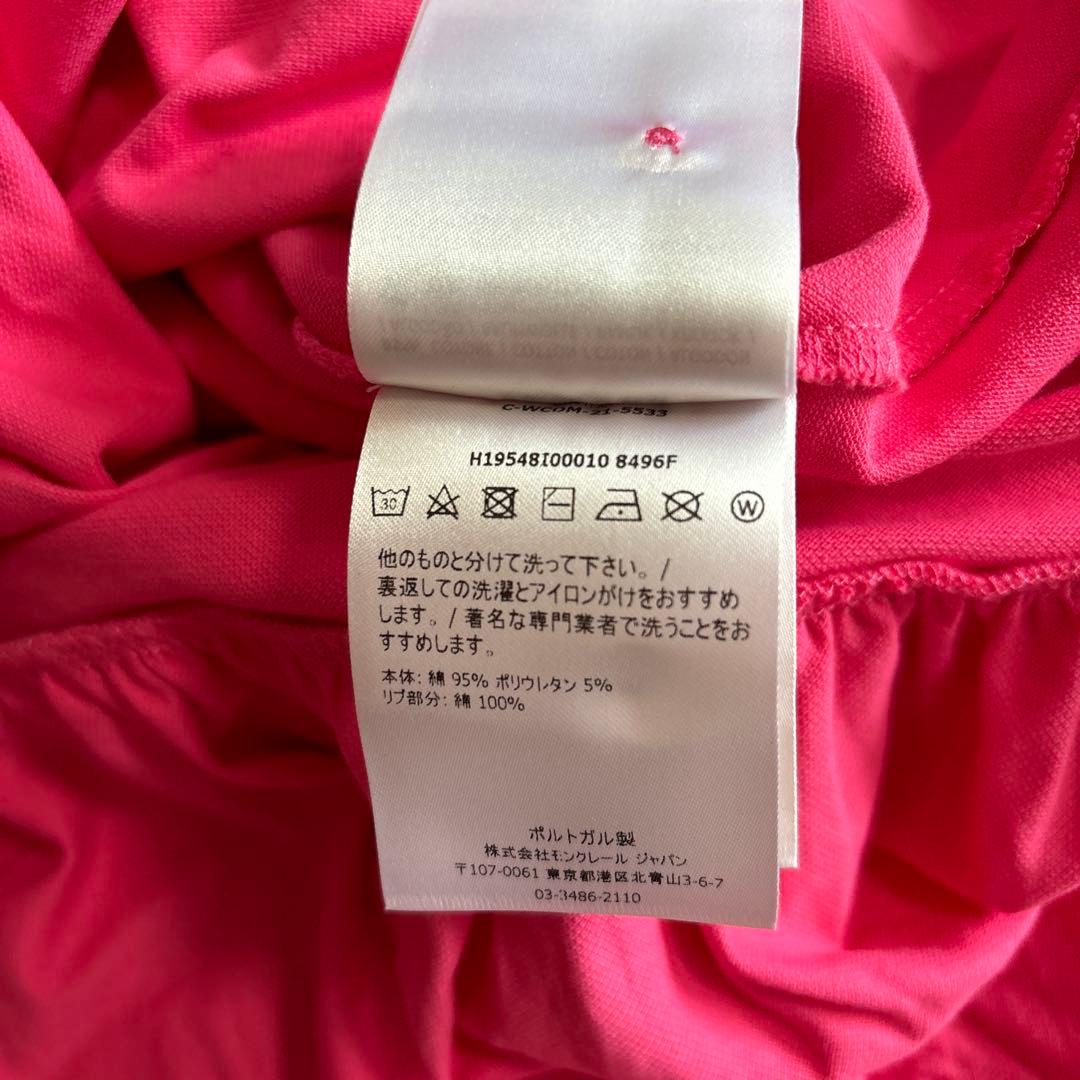 C-WCDM-21-5533
H19548I00010 8496F
30
W
他のものと分けて洗って下さい。/
裏返しての洗濯とアイロンがけをおすすめ
します。/ 著名な専門業者で洗うことをお
すすめします。
本体: 綿 95% ポリウレタン 5%
リブ部分: 綿 100%
ポルトガル製
株式会社モンクレール ジャパン
〒107-0061 東京都港区北青山3-6-7
03-3486-2110